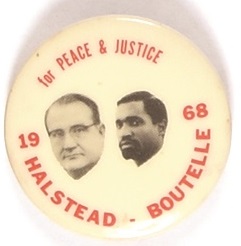 for PEACE & JUSTICE
19 68
HALSTEAD - BOUTELLE